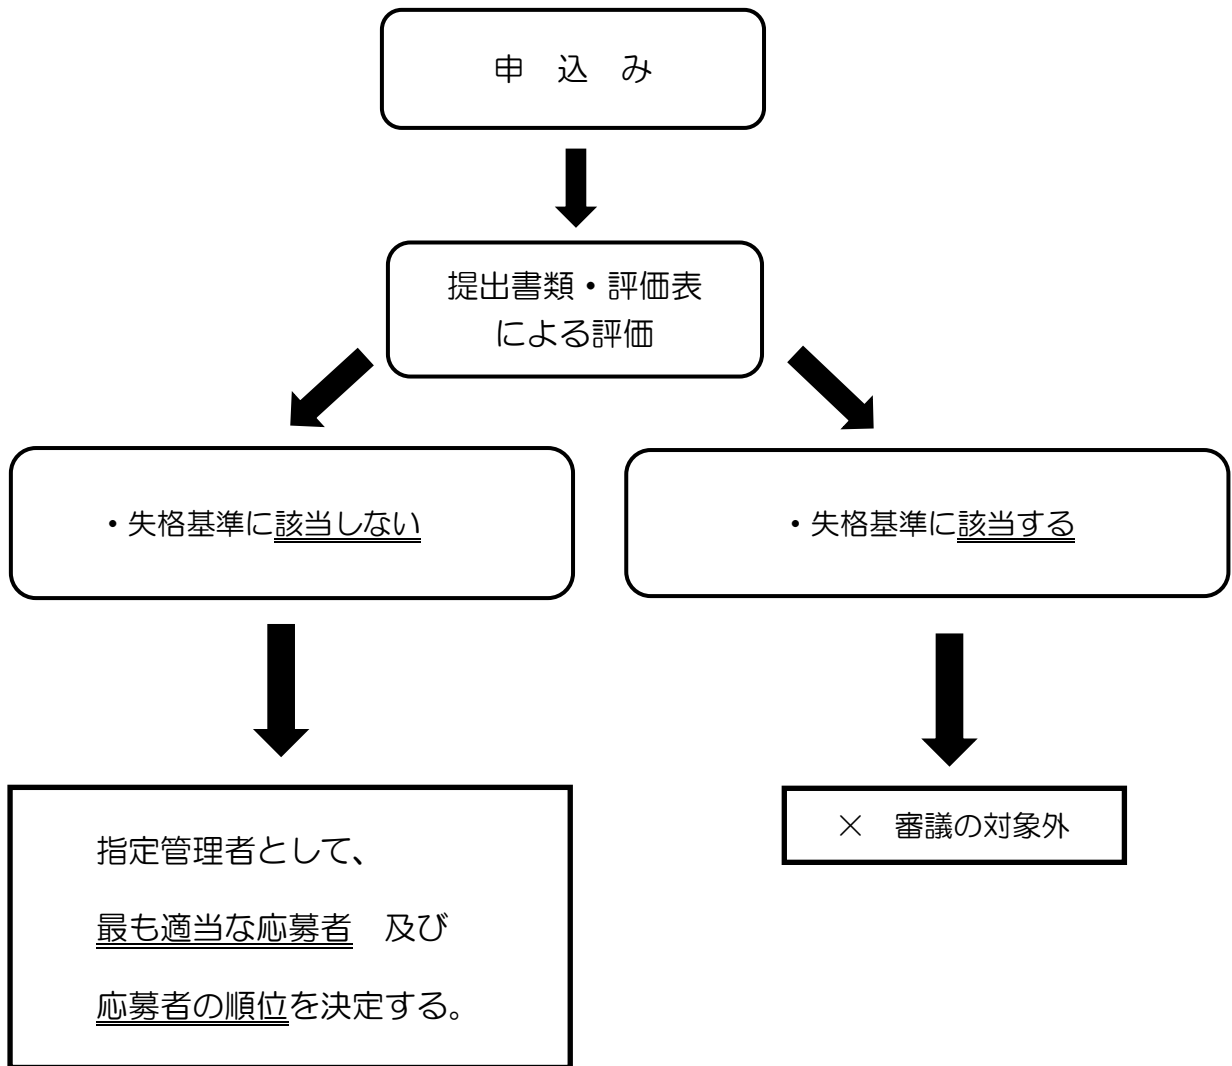 申　込　み
提出書類・評価表
による評価
・失格基準に該当しない
・失格基準に該当する
指定管理者として、
最も適当な応募者　及び
応募者の順位を決定する。
×　審議の対象外